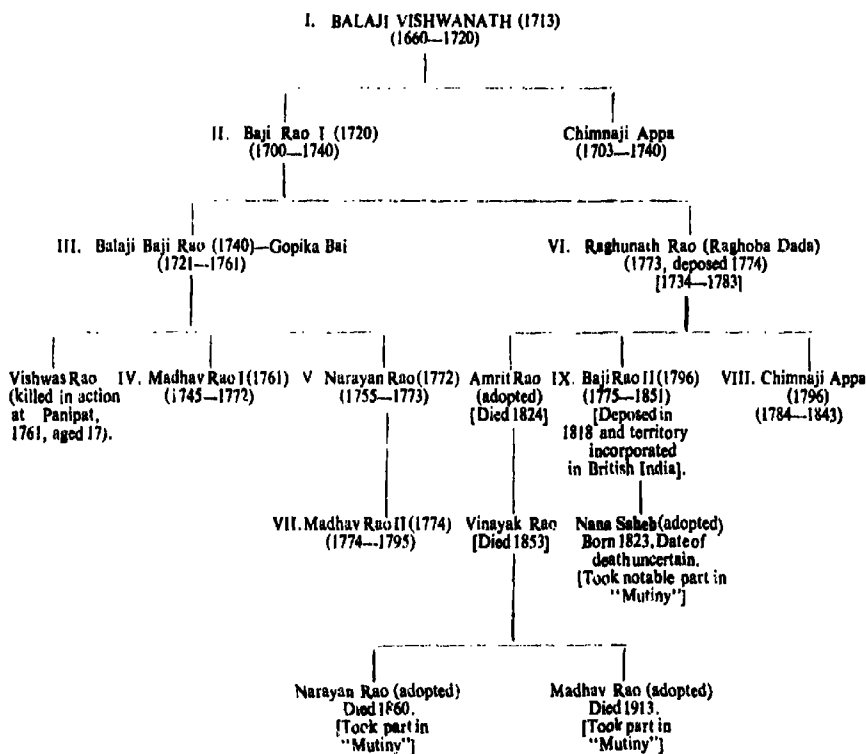 I. BALAJI VISHWANATH (1713)
(1660—1720)
II. Baji Rao I (1720)
(1700—1740)
Chimnaji Appa
(1703—1740)
III. Balaji Baji Rao (1740)—Gopika Bai
(1721—1761)
VI. Raghunath Rao (Raghoba Dada)
(1773, deposed 1774)
[1734—1783]
Vishwas Rao
(killed in action
at Panipat,
1761, aged 17).
IV. Madhav Rao I (1761)
(1745—1772)
V Narayan Rao (1772)
(1755—1773)
Amrit Rao
(adopted)
[Died 1824]
IX. Baji Rao II (1796)
(1775—1851)
[Deposed in
1818 and territory
incorporated
in British India].
VIII. Chimnaji Appa
(1796)
(1784—1843)
VII. Madhav Rao II (1774)
(1774—1795)
Vinayak Rao
[Died 1853]
Nana Saheb (adopted)
Born 1823, Date of
death uncertain.
[Took notable part in
"Mutiny"]
Narayan Rao (adopted)
Died 1860.
[Took part in
"Mutiny"]
Madhav Rao (adopted)
Died 1913.
[Took part in
"Mutiny"]